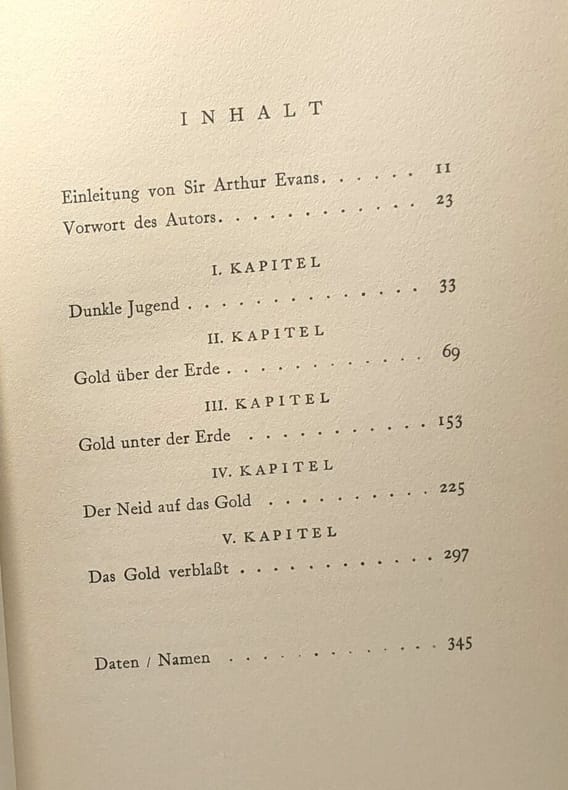 INHALT
Einleitung von Sir Arthur Evans. . . . . . 11
Vorwort des Autors. . . . . . . . . . . . 23
I. KAPITEL
Dunkle Jugend . . . . . . . . . . . . . . 33
II. KAPITEL
Gold über der Erde . . . . . . . . . . . . 69
III. KAPITEL
Gold unter der Erde . . . . . . . . . . . 153
IV. KAPITEL
Der Neid auf das Gold . . . . . . . . . . 225
V. KAPITEL
Das Gold verblaßt . . . . . . . . . . . . 297
Daten / Namen . . . . . . . . . . . . . 345